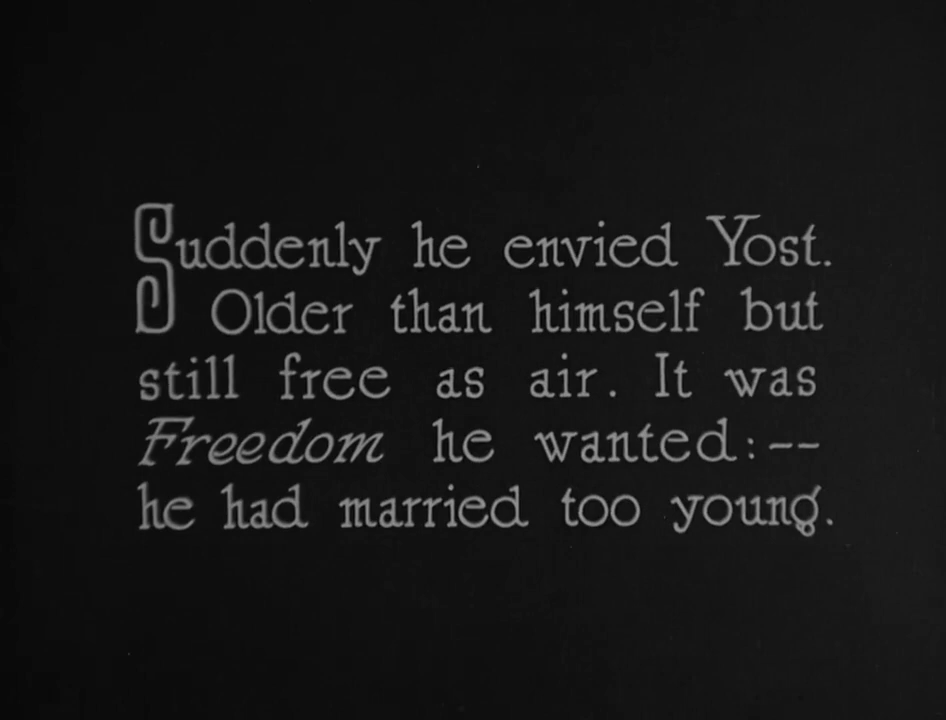 Suddenly he envied Yost.
Older than himself but
still free as air. It was
Freedom he wanted:--
he had married too young.